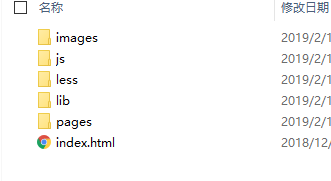 名称 修改日期
images 2019/2/1
js 2019/2/1
less 2019/2/1
lib 2019/2/1
pages 2019/2/1
index.html 2018/12/